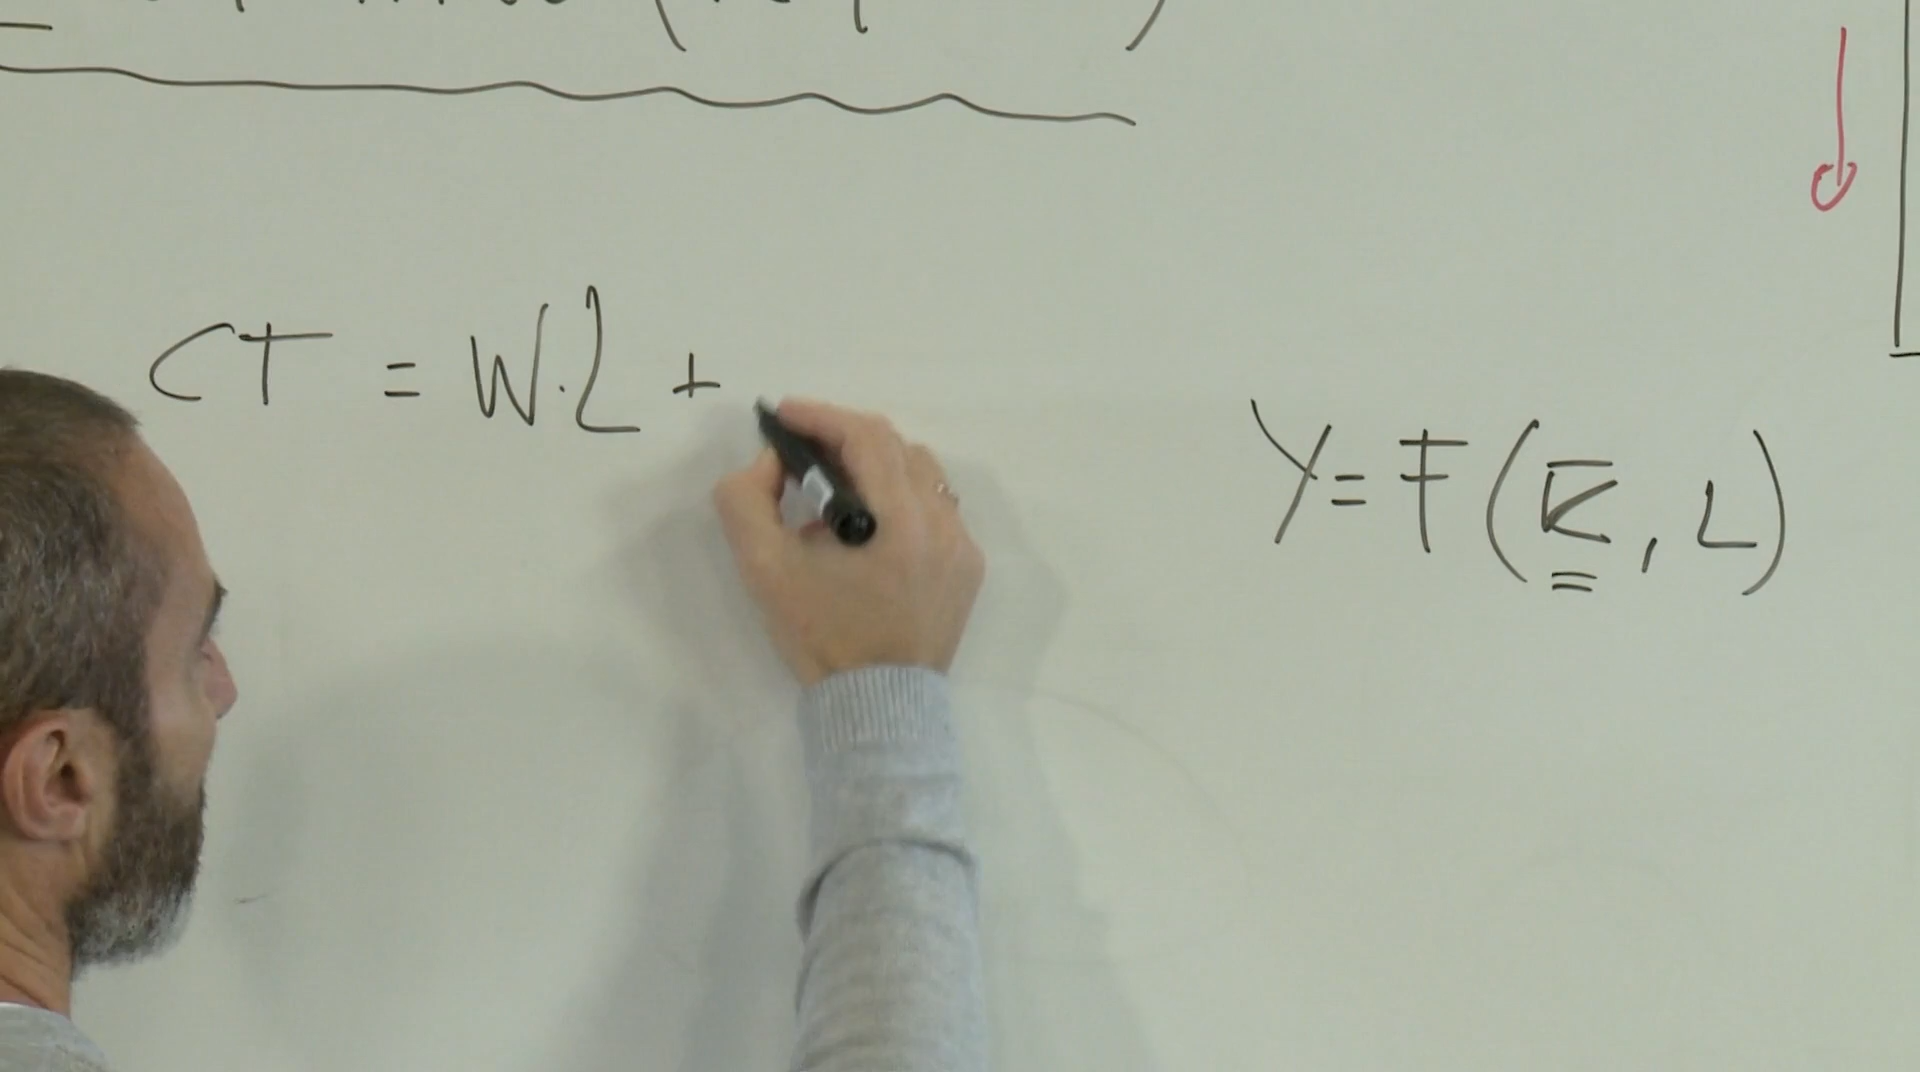 CT = W.L +
Y = F(K̄, L)